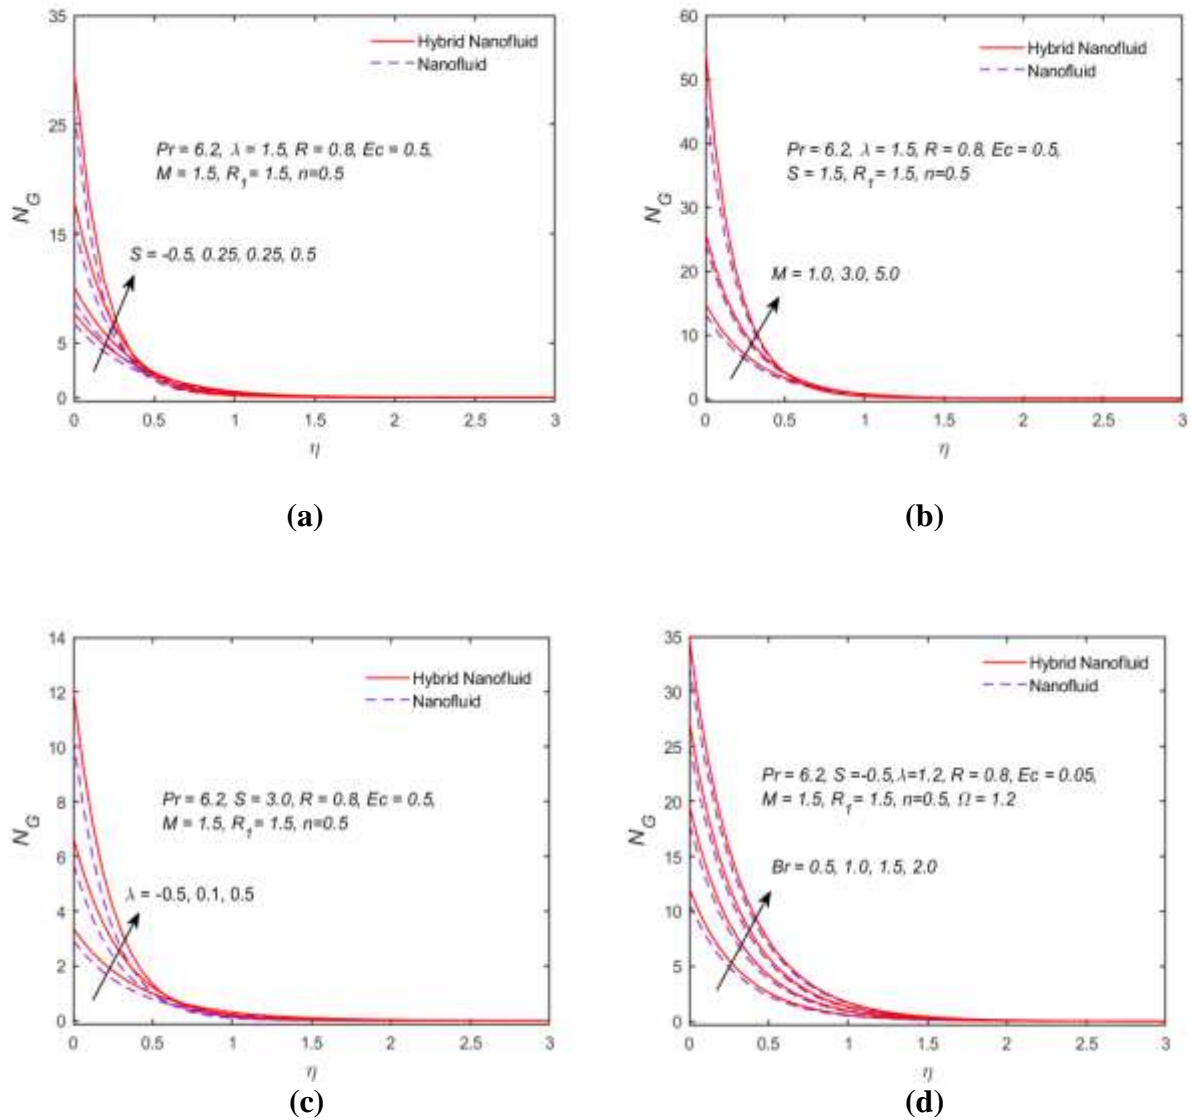 35
25
15
5
0
N_G
Hybrid Nanofluid
Nanofluid
Pr = 6.2, λ = 1.5, R = 0.8, Ec = 0.5,
M = 1.5, R_1 = 1.5, n=0.5
S = -0.5, 0.25, 0.25, 0.5
0 0.5 1 1.5 2 2.5 3
η
(a)
60
50
40
30
20
10
0
N_G
Hybrid Nanofluid
Nanofluid
Pr = 6.2, λ = 1.5, R = 0.8, Ec = 0.5,
S = 1.5, R_1 = 1.5, n=0.5
M = 1.0, 3.0, 5.0
0 0.5 1 1.5 2 2.5 3
η
(b)
14
12
10
8
6
4
2
0
N_G
Hybrid Nanofluid
Nanofluid
Pr = 6.2, S = 3.0, R = 0.8, Ec = 0.5,
M = 1.5, R_1 = 1.5, n=0.5
λ = -0.5, 0.1, 0.5
0 0.5 1 1.5 2 2.5 3
η
(c)
35
30
25
20
15
10
5
0
N_G
Hybrid Nanofluid
Nanofluid
Pr = 6.2, S =-0.5,λ=1.2, R = 0.8, Ec = 0.05,
M = 1.5, R_1 = 1.5, n=0.5, Ω = 1.2
Br = 0.5, 1.0, 1.5, 2.0
0 0.5 1 1.5 2 2.5 3
η
(d)